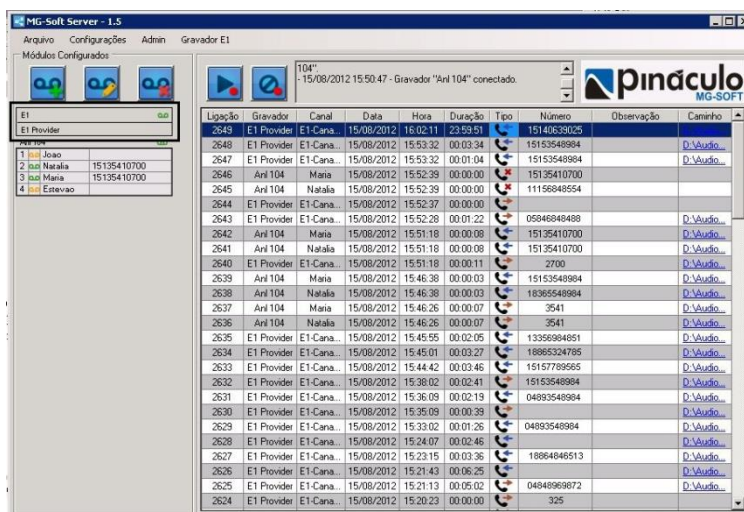 MG-Soft Server - 1.5
Arquivo Configurações Admin Gravador E1
Módulos Configurados
104".
- 15/08/2012 15:50:47 - Gravador "Anl 104" conectado.
Pináculo
MG-SOFT
E1
E1 Provider
Anl 104
1 Joao
2 Natalia 15135410700
3 Maria 15135410700
4 Estevao
Ligação Gravador Canal Data Hora Duração Tipo Número Observação Caminho
2649 E1 Provider E1-Cana... 15/08/2012 16:02:11 23:59:51 15140639025
2648 E1 Provider E1-Cana... 15/08/2012 15:53:32 00:03:34 15153548984 D:\Audio...
2647 E1 Provider E1-Cana... 15/08/2012 15:53:32 00:01:04 15153548984 D:\Audio...
2646 Anl 104 Maria 15/08/2012 15:52:39 00:00:00 15135410700
2645 Anl 104 Natalia 15/08/2012 15:52:39 00:00:00 11156848554
2644 E1 Provider E1-Cana... 15/08/2012 15:52:37 00:00:00
2643 E1 Provider E1-Cana... 15/08/2012 15:52:28 00:01:22 05846848488 D:\Audio...
2642 Anl 104 Maria 15/08/2012 15:51:18 00:00:08 15135410700 D:\Audio...
2641 Anl 104 Natalia 15/08/2012 15:51:18 00:00:08 15135410700 D:\Audio...
2640 E1 Provider E1-Cana... 15/08/2012 15:51:18 00:00:11 2700 D:\Audio...
2639 Anl 104 Maria 15/08/2012 15:46:38 00:00:03 15153548984 D:\Audio...
2638 Anl 104 Natalia 15/08/2012 15:46:38 00:00:03 18365548984 D:\Audio...
2637 Anl 104 Maria 15/08/2012 15:46:26 00:00:07 3541 D:\Audio...
2636 Anl 104 Natalia 15/08/2012 15:46:26 00:00:07 3541 D:\Audio...
2635 E1 Provider E1-Cana... 15/08/2012 15:45:55 00:02:05 13356984851 D:\Audio...
2634 E1 Provider E1-Cana... 15/08/2012 15:45:01 00:03:27 18865324785 D:\Audio...
2633 E1 Provider E1-Cana... 15/08/2012 15:44:42 00:03:46 15157789565 D:\Audio...
2632 E1 Provider E1-Cana... 15/08/2012 15:38:02 00:02:41 15153548984 D:\Audio...
2631 E1 Provider E1-Cana... 15/08/2012 15:36:09 00:02:19 04893548984 D:\Audio...
2630 E1 Provider E1-Cana... 15/08/2012 15:35:09 00:00:39 D:\Audio...
2629 E1 Provider E1-Cana... 15/08/2012 15:33:02 00:01:26 04893548984 D:\Audio...
2628 E1 Provider E1-Cana... 15/08/2012 15:24:07 00:02:46 D:\Audio...
2627 E1 Provider E1-Cana... 15/08/2012 15:23:15 00:03:36 18864846513 D:\Audio...
2626 E1 Provider E1-Cana... 15/08/2012 15:21:43 00:06:25 D:\Audio...
2625 E1 Provider E1-Cana... 15/08/2012 15:21:13 00:05:02 04848969872 D:\Audio...
2624 E1 Provider E1-Cana... 15/08/2012 15:20:23 00:00:00 325